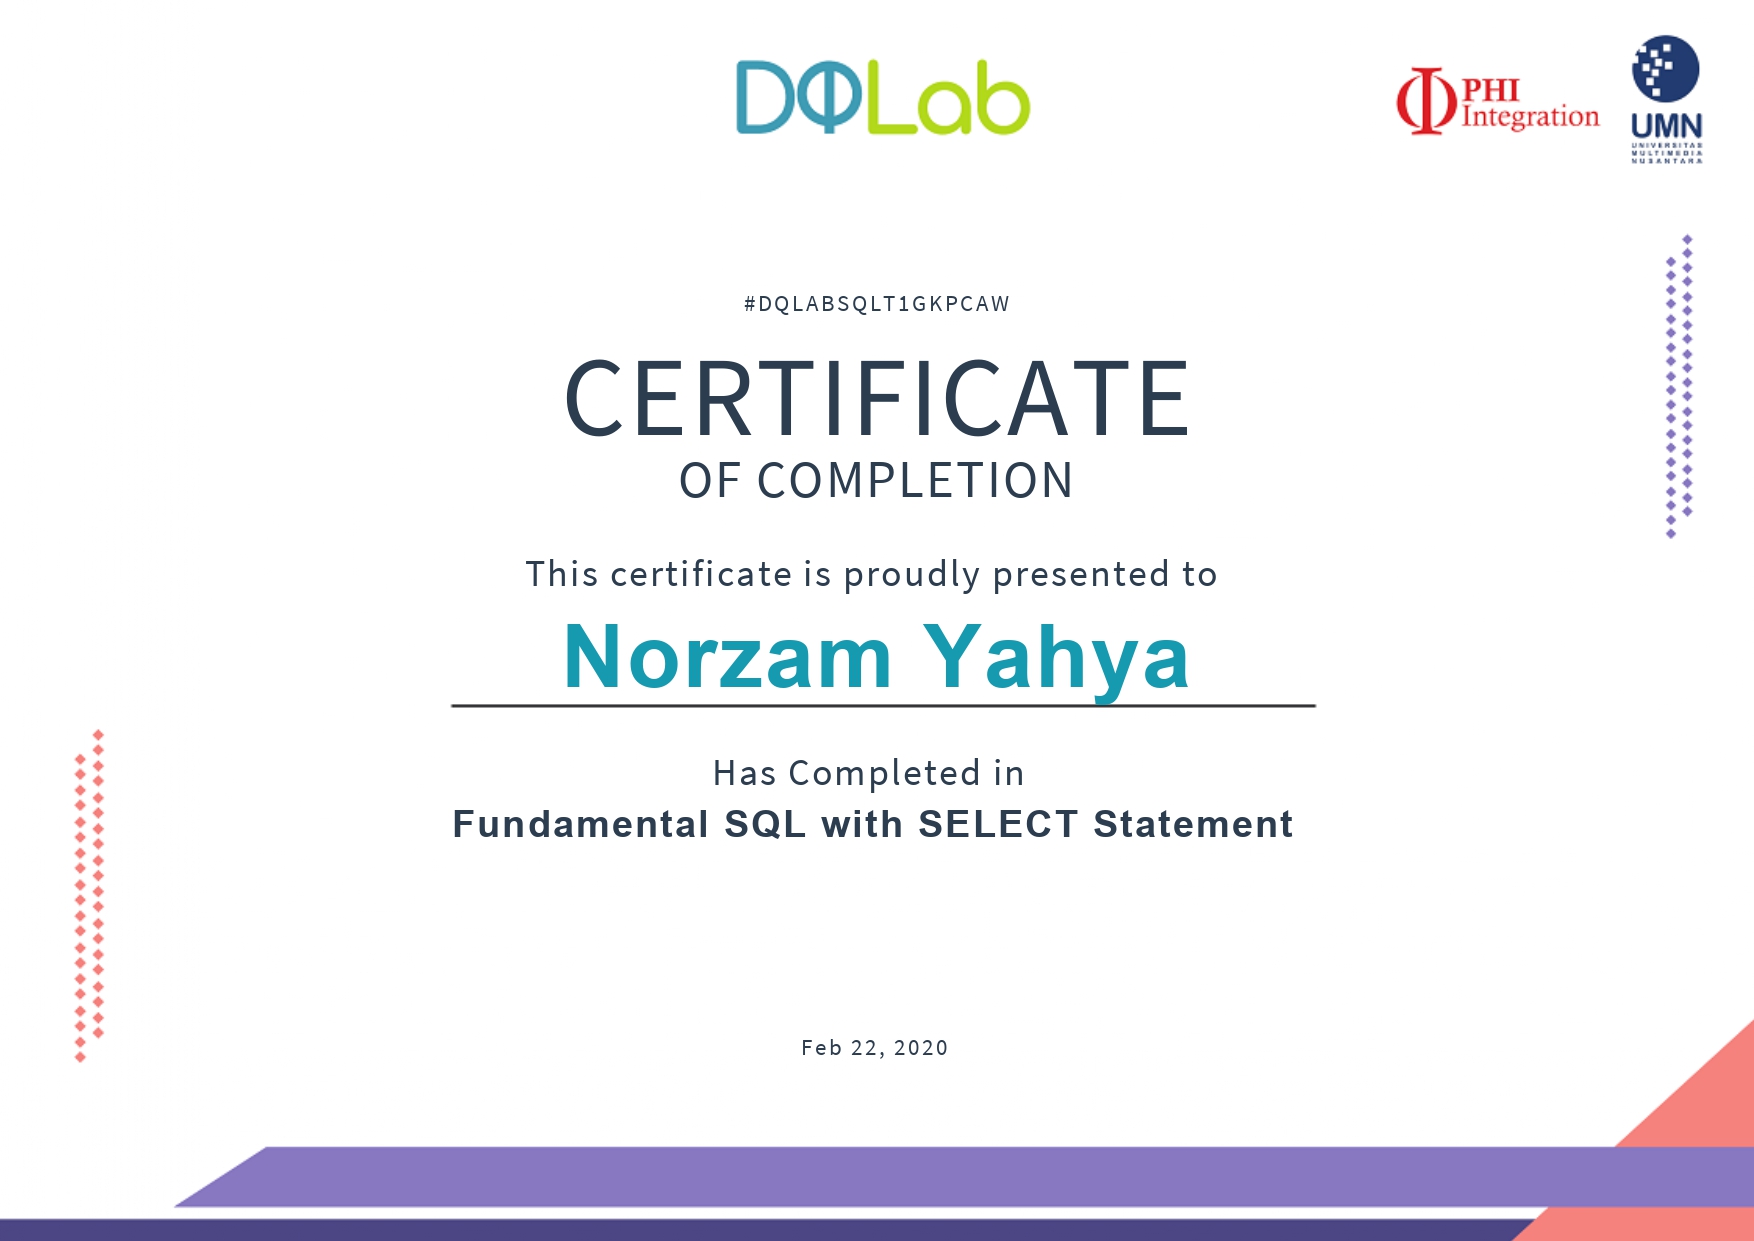 DQLab
PHI
Integration
UMN
UNIVERSITAS
MULTIMEDIA
NUSANTARA
#DQLABSQLT1GKPCAW
CERTIFICATE
OF COMPLETION
This certificate is proudly presented to
Norzam Yahya
Has Completed in
Fundamental SQL with SELECT Statement
Feb 22, 2020